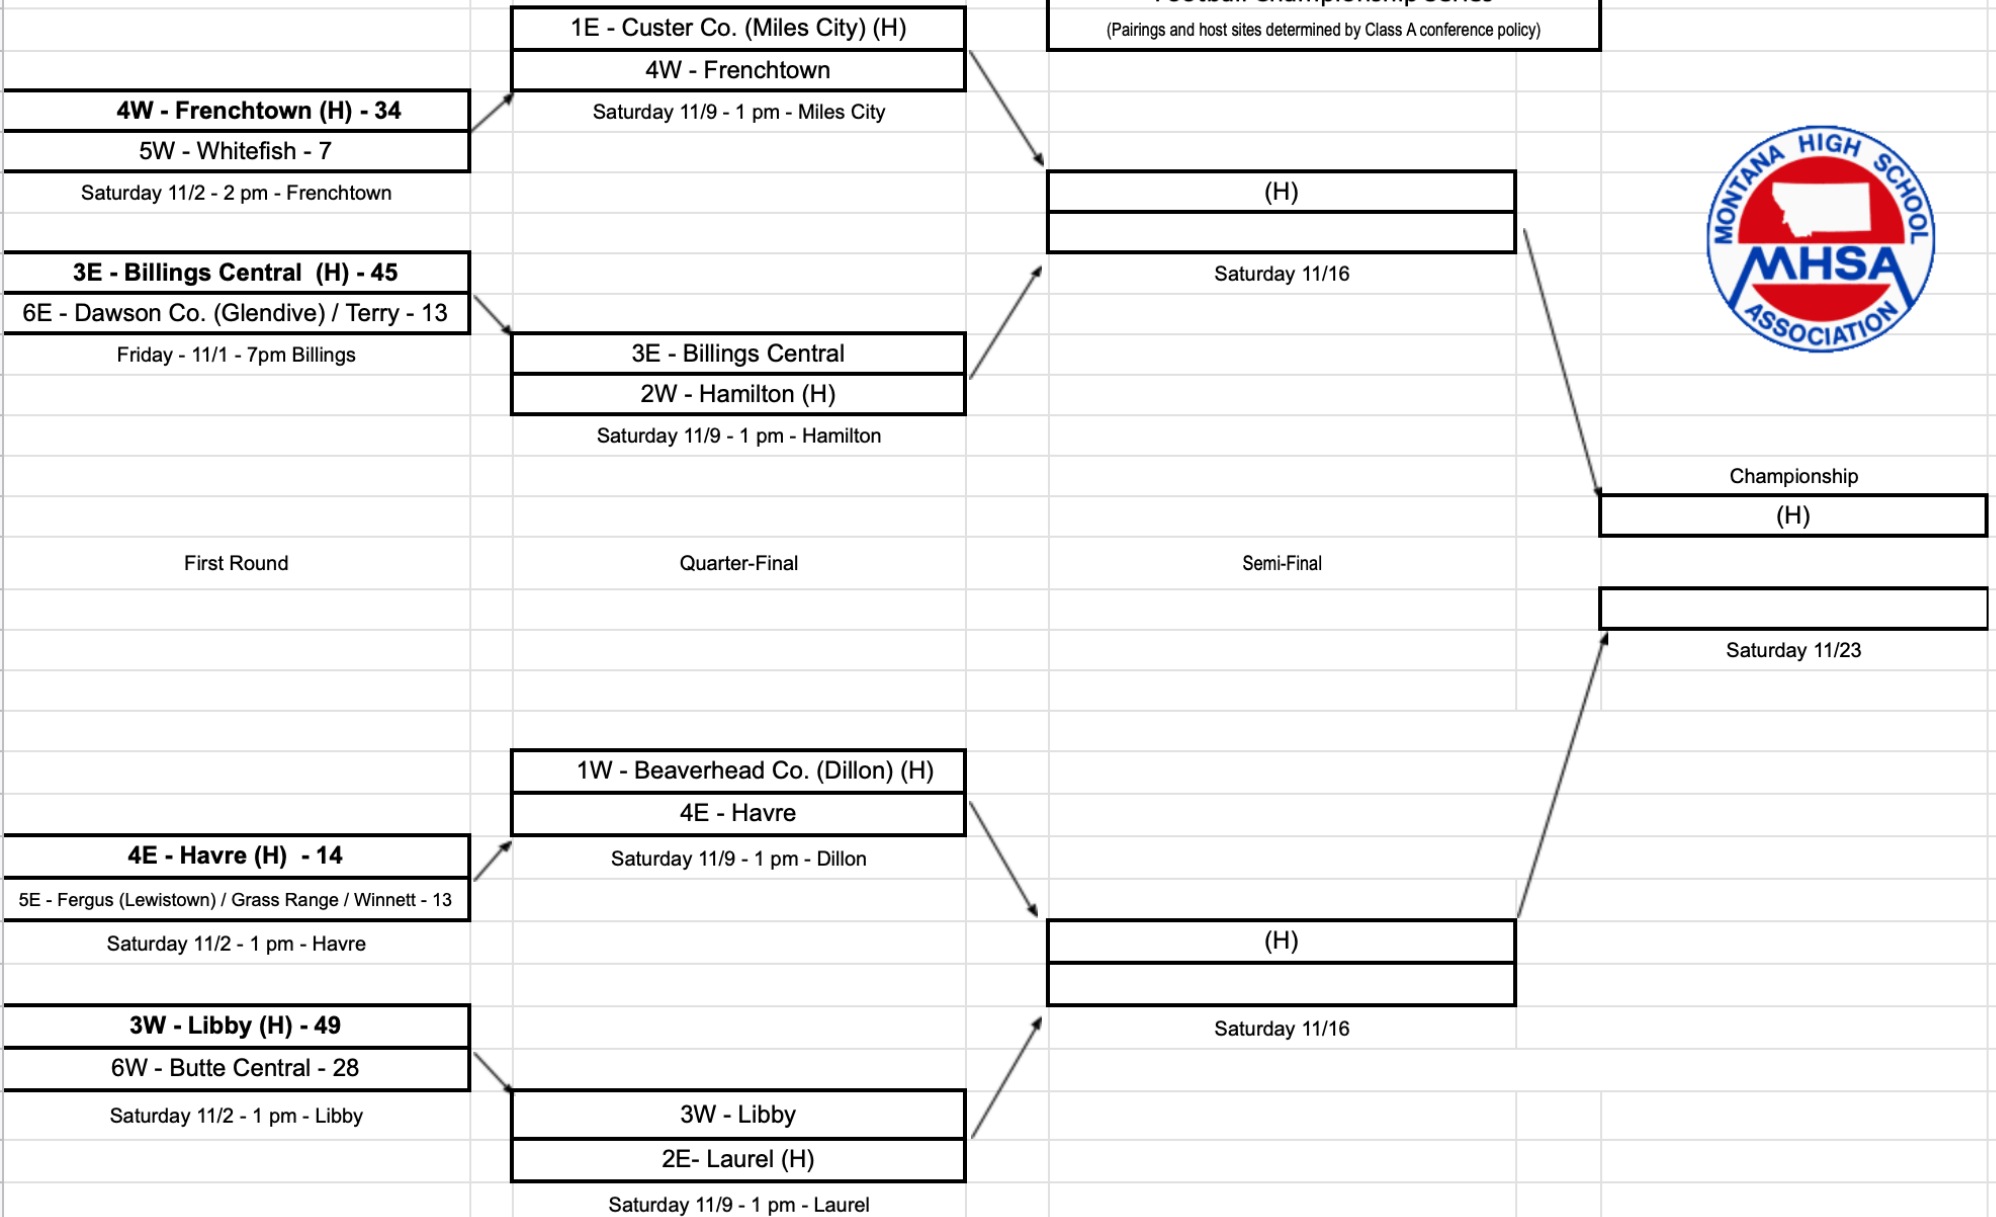 1E - Custer Co. (Miles City) (H)
4W - Frenchtown
Saturday 11/9 - 1 pm - Miles City
Football Championship Series
(Pairings and host sites determined by Class A conference policy)
4W - Frenchtown (H) - 34
5W - Whitefish - 7
Saturday 11/2 - 2 pm - Frenchtown
(H)
Saturday 11/16
MONTANA HIGH SCHOOL
MHSA
ASSOCIATION
3E - Billings Central (H) - 45
6E - Dawson Co. (Glendive) / Terry - 13
Friday - 11/1 - 7pm Billings
3E - Billings Central
2W - Hamilton (H)
Saturday 11/9 - 1 pm - Hamilton
Championship
(H)
First Round
Quarter-Final
Semi-Final
Saturday 11/23
1W - Beaverhead Co. (Dillon) (H)
4E - Havre
Saturday 11/9 - 1 pm - Dillon
4E - Havre (H) - 14
5E - Fergus (Lewistown) / Grass Range / Winnett - 13
Saturday 11/2 - 1 pm - Havre
(H)
Saturday 11/16
3W - Libby (H) - 49
6W - Butte Central - 28
Saturday 11/2 - 1 pm - Libby
3W - Libby
2E- Laurel (H)
Saturday 11/9 - 1 pm - Laurel